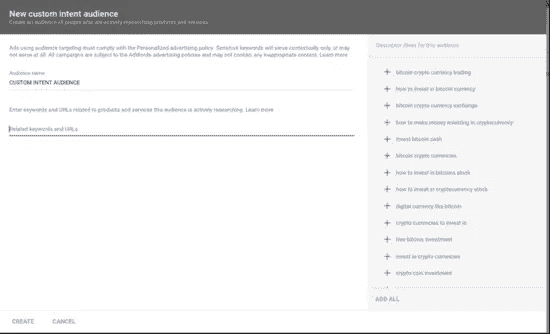 New custom intent audience
Create an audience of people who are actively researching products and services.
Ads using audience targeting must comply with the Personalized advertising policy. Sensitive keywords will serve contextually only, or may
not serve at all. All campaigns are subject to the AdWords advertising policies and may not contain any inappropriate content. Learn more
Audience name
CUSTOM INTENT AUDIENCE
Enter keywords and URLs related to products and services this audience is actively researching. Learn more
Related keywords and URLs
ideas for this audience
bitcoin crypto currency trading
how to invest in bitcoin currency
bitcoin crypto currency exchange
how to make money investing in cryptocurrency
invest bitcoin cash
bitcoin crypto currencies
how to invest in bitcoins stock
how to invest in cryptocurrency stock
digital currency like bitcoin
crypto currencies to invest in
free bitcoin investment
invest in crypto currencies
crypto coin investment
ADD ALL
CREATE
CANCEL